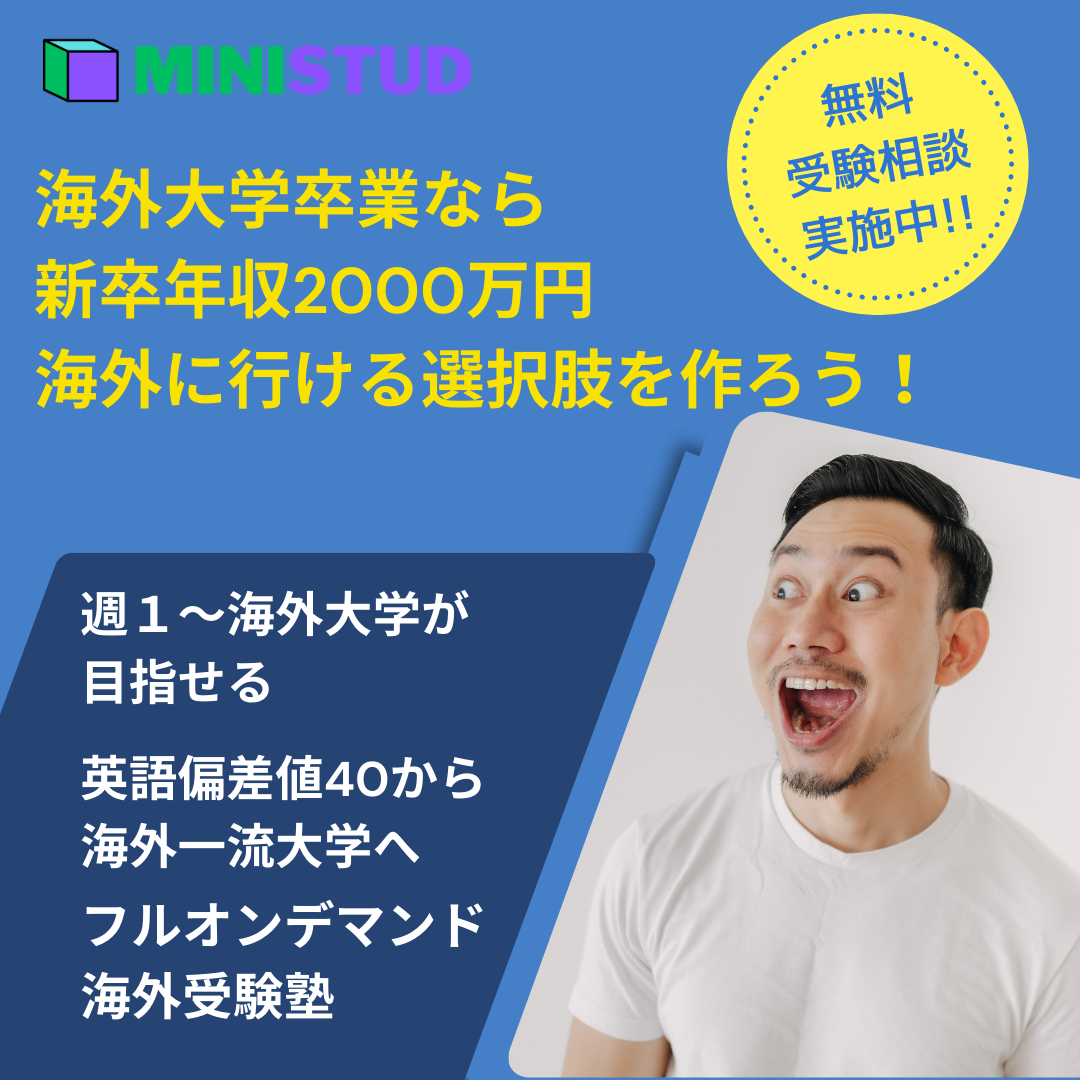 MINISTUD
無料
受験相談
実施中!!
海外大学卒業なら
新卒年収2000万円
海外に行ける選択肢を作ろう！
週１〜海外大学が
目指せる
英語偏差値40から
海外一流大学へ
フルオンデマンド
海外受験塾